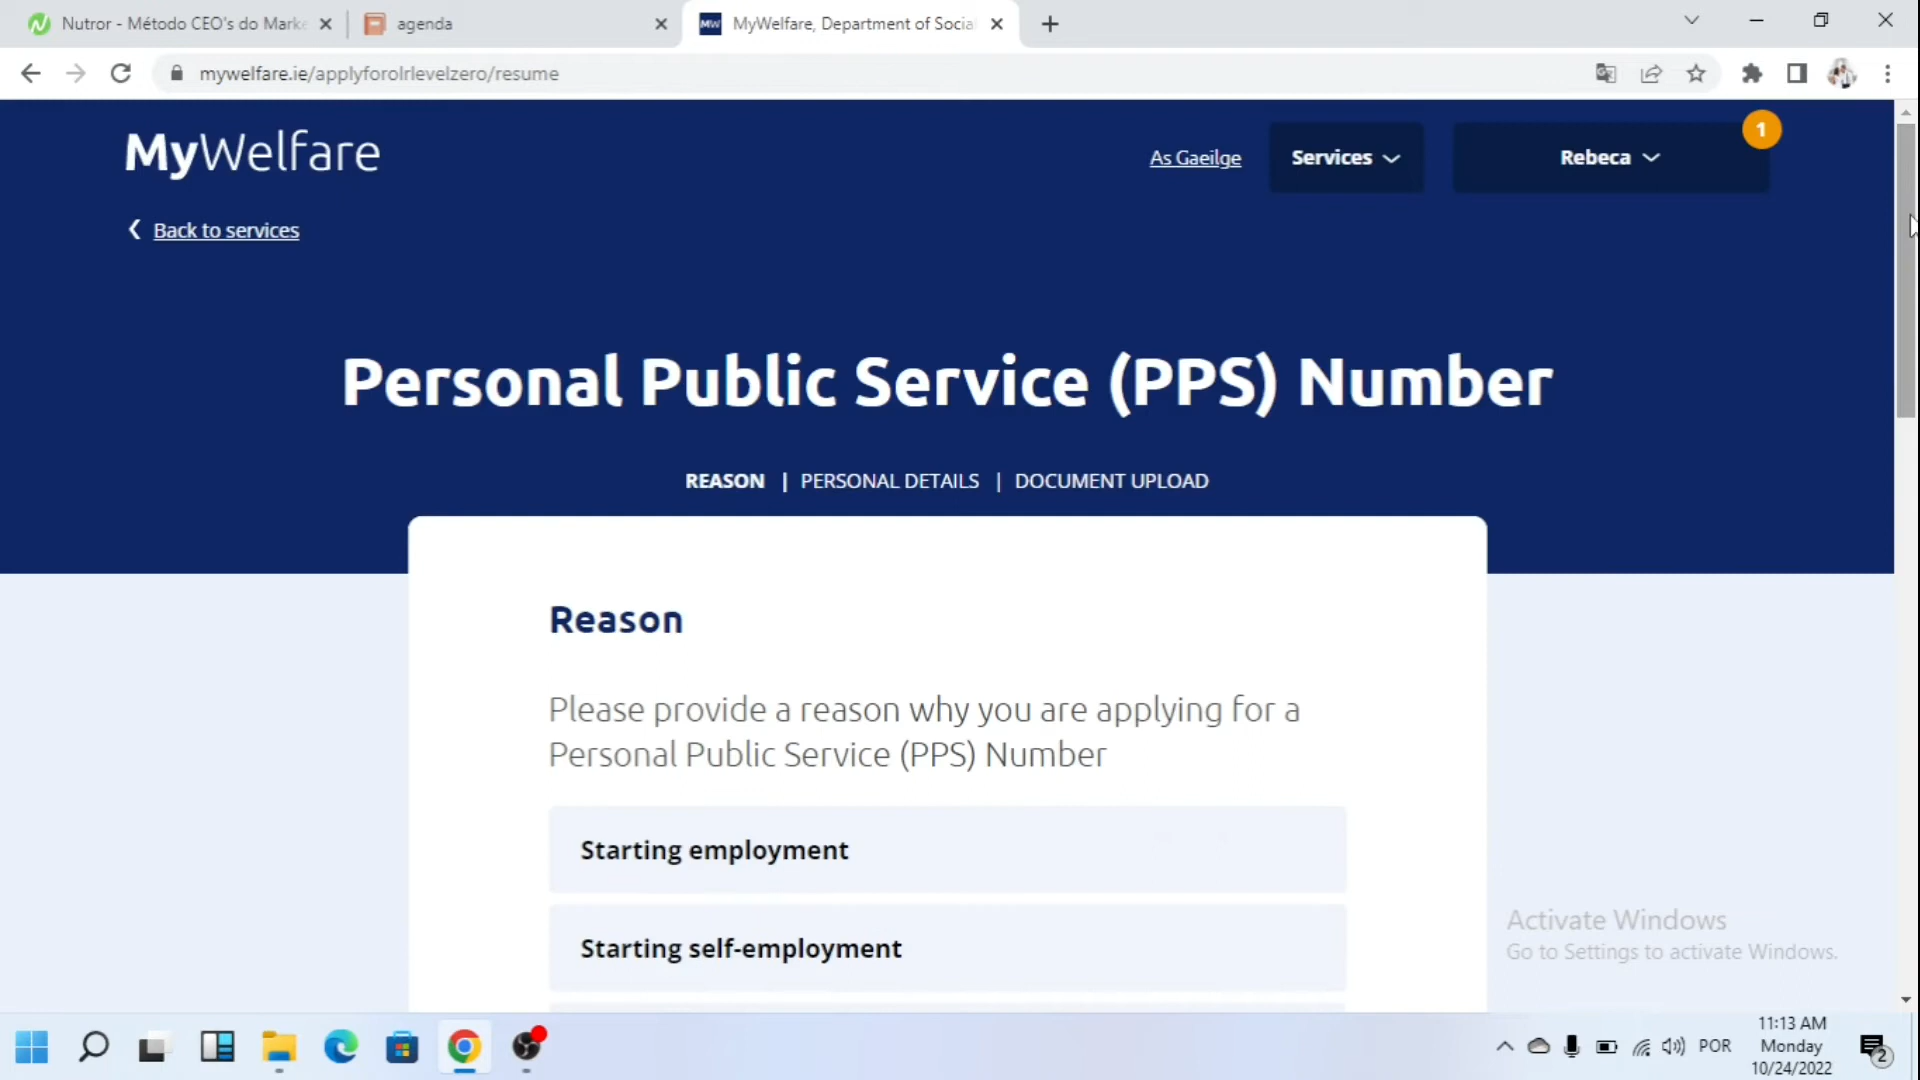 Nutror - Método CEO's do Marke
agenda
MyWelfare, Department of Socia
mywelfare.ie/applyforolrlevelzero/resume
MyWelfare
As Gaeilge
Services
Rebeca
1
Back to services
Personal Public Service (PPS) Number
REASON | PERSONAL DETAILS | DOCUMENT UPLOAD
Reason
Please provide a reason why you are applying for a
Personal Public Service (PPS) Number
Starting employment
Starting self-employment
Activate Windows
Go to Settings to activate Windows.
POR
11:13 AM
Monday
10/24/2022
2